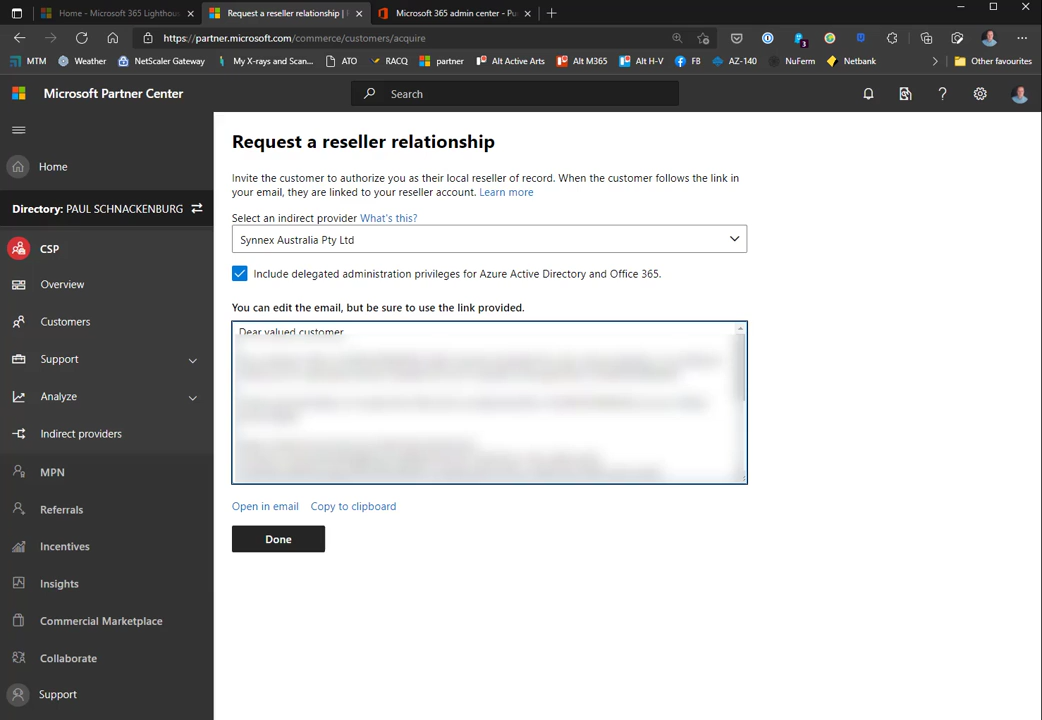 Home - Microsoft 365 Lighthou
Request a reseller relationship |
Microsoft 365 admin center - Pu
https://partner.microsoft.com/commerce/customers/acquire
3
MTM
Weather
NetScaler Gateway
My X-rays and Scan...
ATO
RACQ
partner
Alt Active Arts
Alt M365
Alt H-V
FB
AZ-140
NuFerm
Netbank
Other favourites
Microsoft Partner Center
Search
Home
Directory: PAUL SCHNACKENBURG
CSP
Overview
Customers
Support
Analyze
Indirect providers
MPN
Referrals
Incentives
Insights
Commercial Marketplace
Collaborate
Support
Request a reseller relationship
Invite the customer to authorize you as their local reseller of record. When the customer follows the link in
your email, they are linked to your reseller account. Learn more
Select an indirect provider What's this?
Synnex Australia Pty Ltd
Include delegated administration privileges for Azure Active Directory and Office 365.
You can edit the email, but be sure to use the link provided.
Dear valued customer
Open in email Copy to clipboard
Done